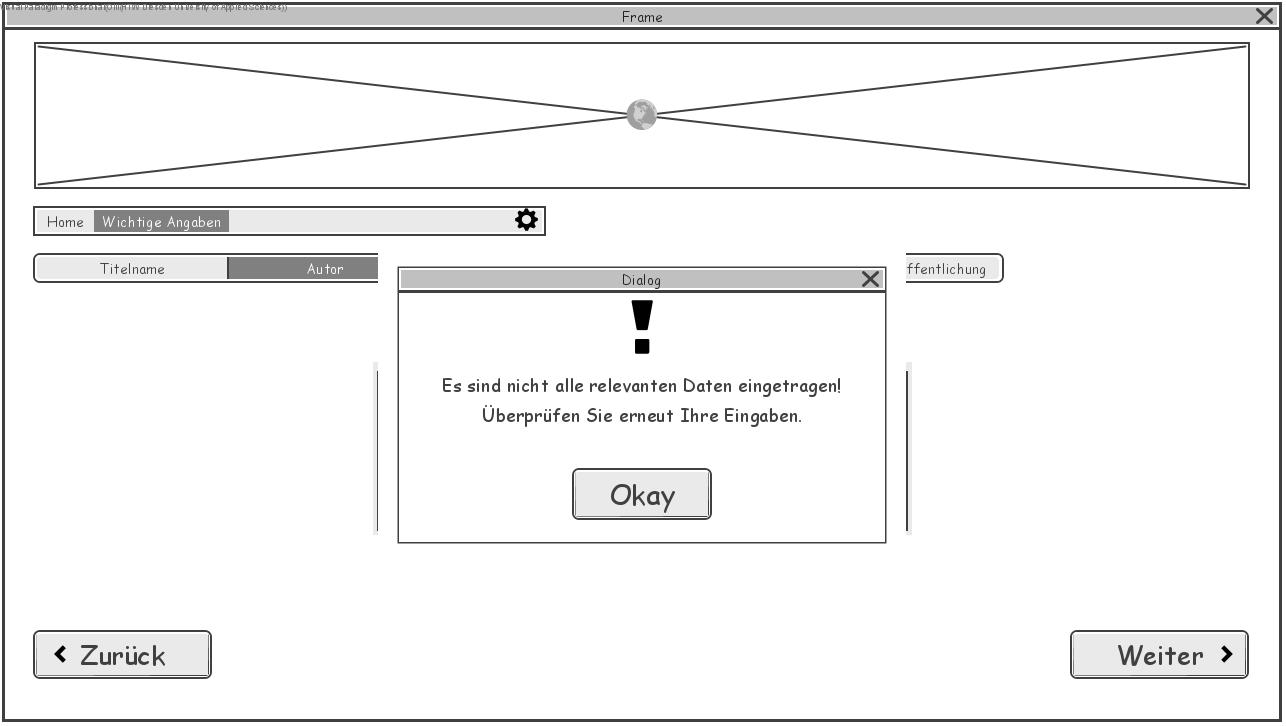 Frame
Home
Wichtige Angaben
Titelname
Autor
ffentlichung
Dialog
!
Es sind nicht alle relevanten Daten eingetragen!
Überprüfen Sie erneut Ihre Eingaben.
Okay
Zurück
Weiter